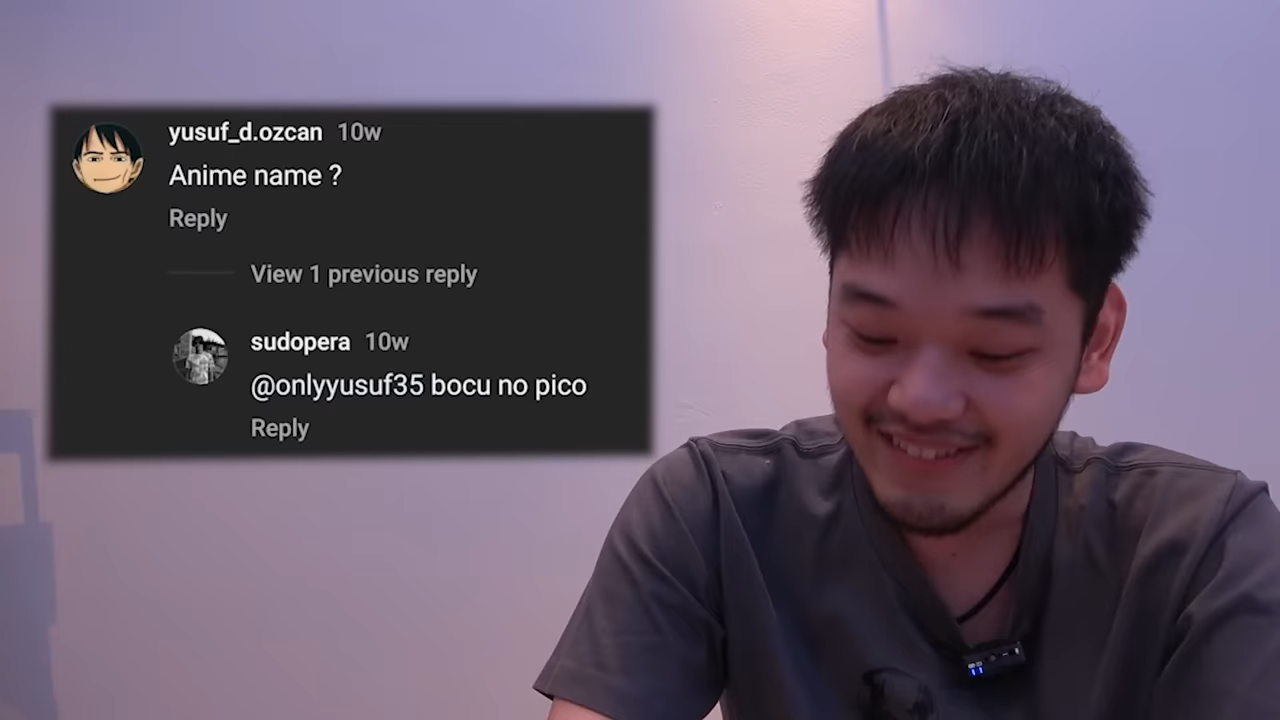 yusuf_d.ozcan 10w
Anime name ?
Reply
View 1 previous reply
sudopera 10w
@onlyyusuf35 bocu no pico
Reply